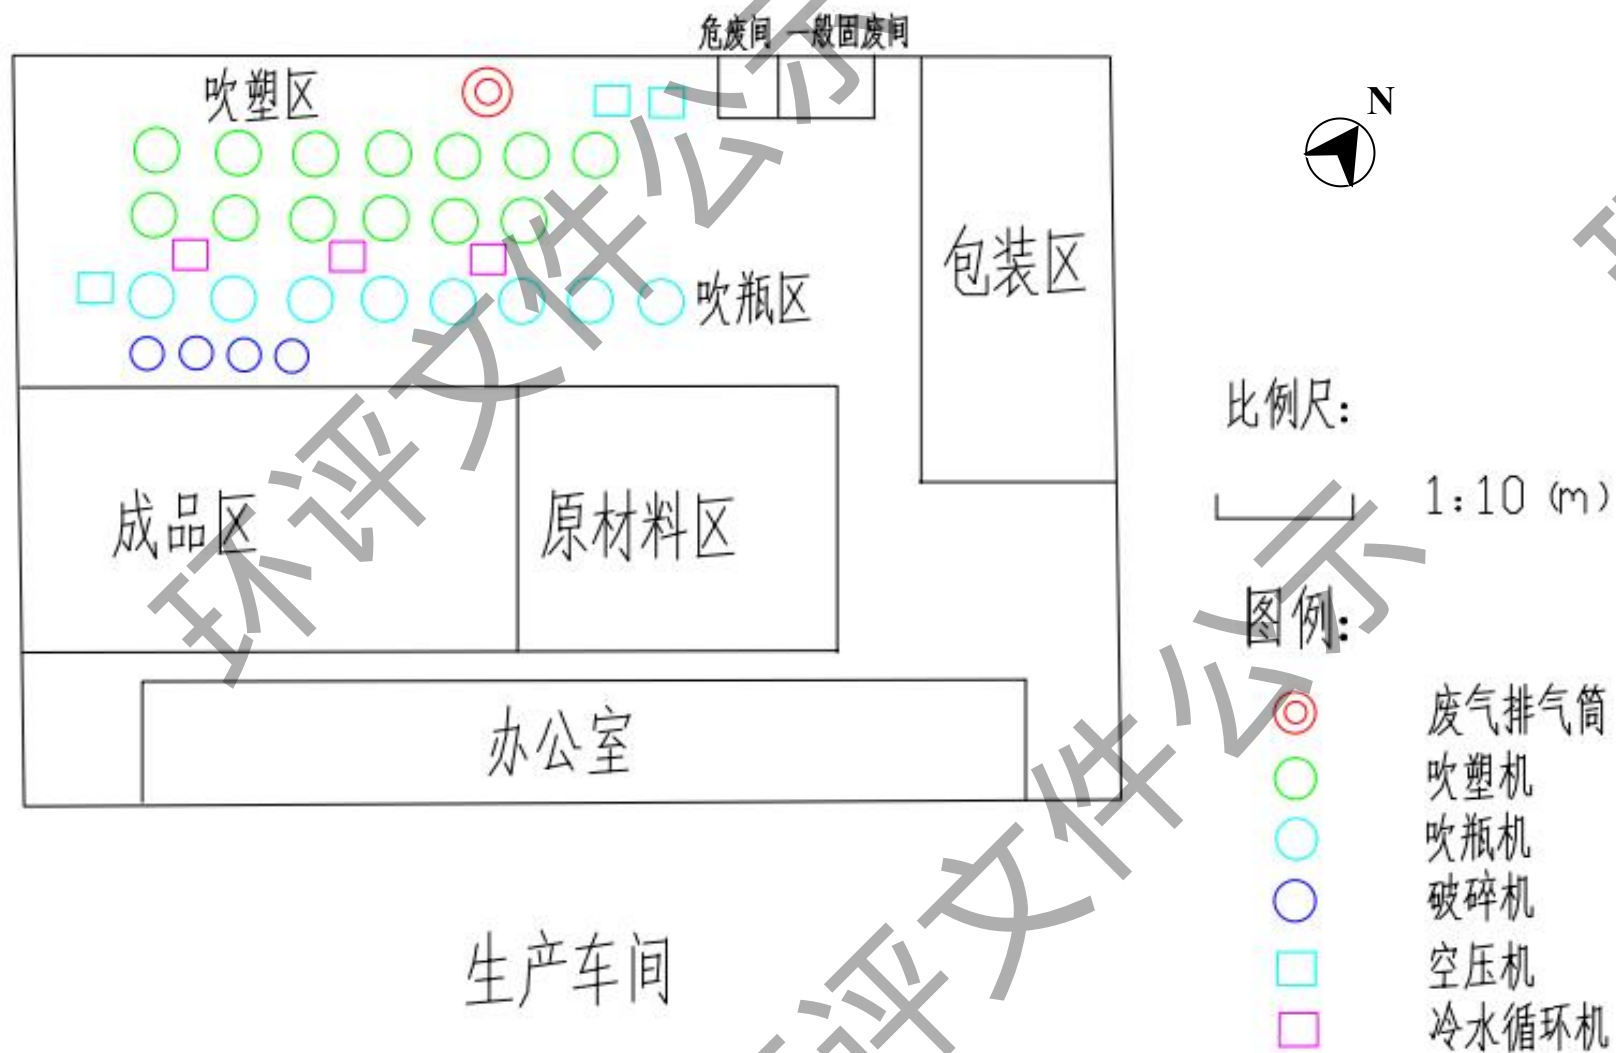 危废间 一般固废间
吹塑区
N
包装区
吹瓶区
比例尺：
1:10 (m)
成品区
原材料区
图例：
办公室
废气排气筒
吹塑机
吹瓶机
破碎机
空压机
冷水循环机
生产车间
环评文件公示
环评文件公示